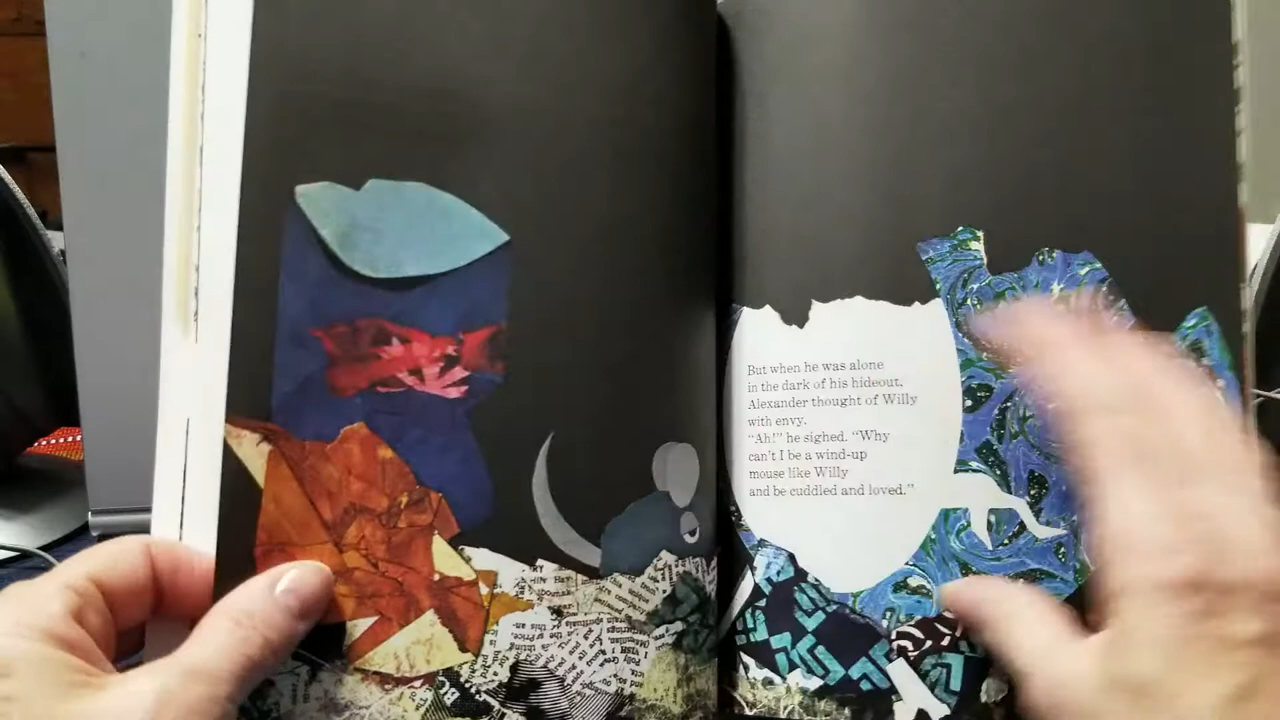 But when he was alone
in the dark of his hideout,
Alexander thought of Willy
with envy.
"Ah!" he sighed. "Why
can't I be a wind-up
mouse like Willy
and be cuddled and loved."